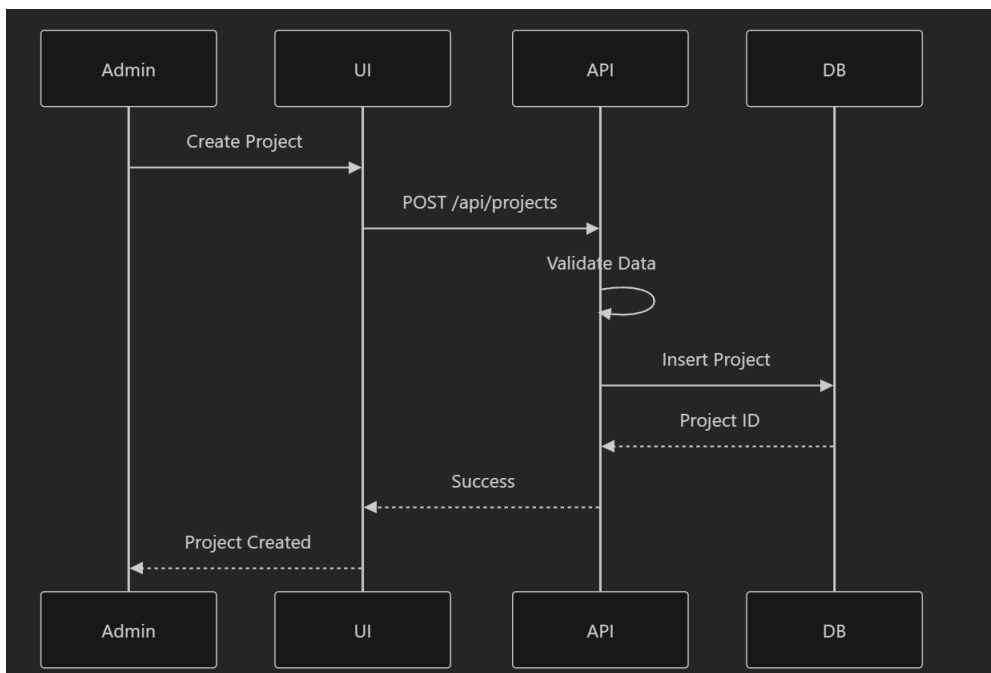 Admin
UI
API
DB
Create Project
POST /api/projects
Validate Data
Insert Project
Project ID
Success
Project Created
Admin
UI
API
DB